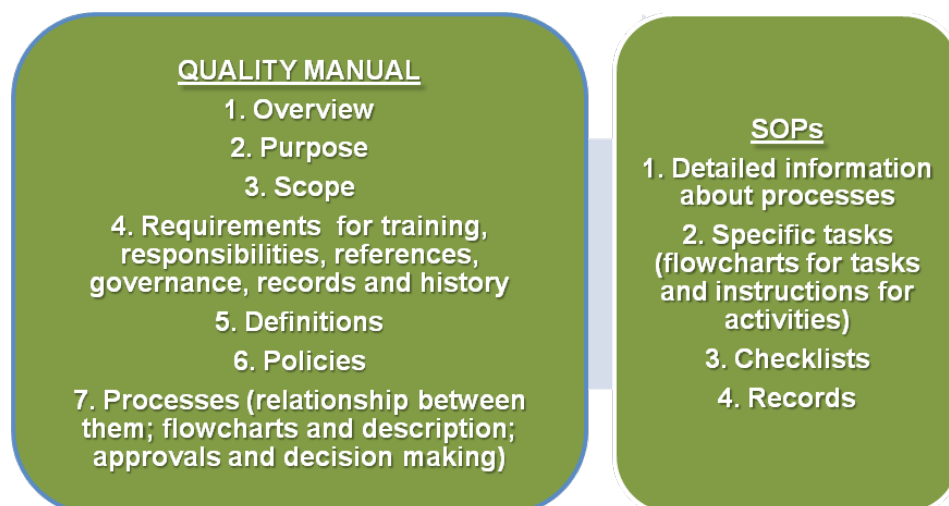 QUALITY MANUAL
1. Overview
2. Purpose
3. Scope
4. Requirements for training,
responsibilities, references,
governance, records and history
5. Definitions
6. Policies
7. Processes (relationship between
them; flowcharts and description;
approvals and decision making)
SOPs
1. Detailed information
about processes
2. Specific tasks
(flowcharts for tasks
and instructions for
activities)
3. Checklists
4. Records